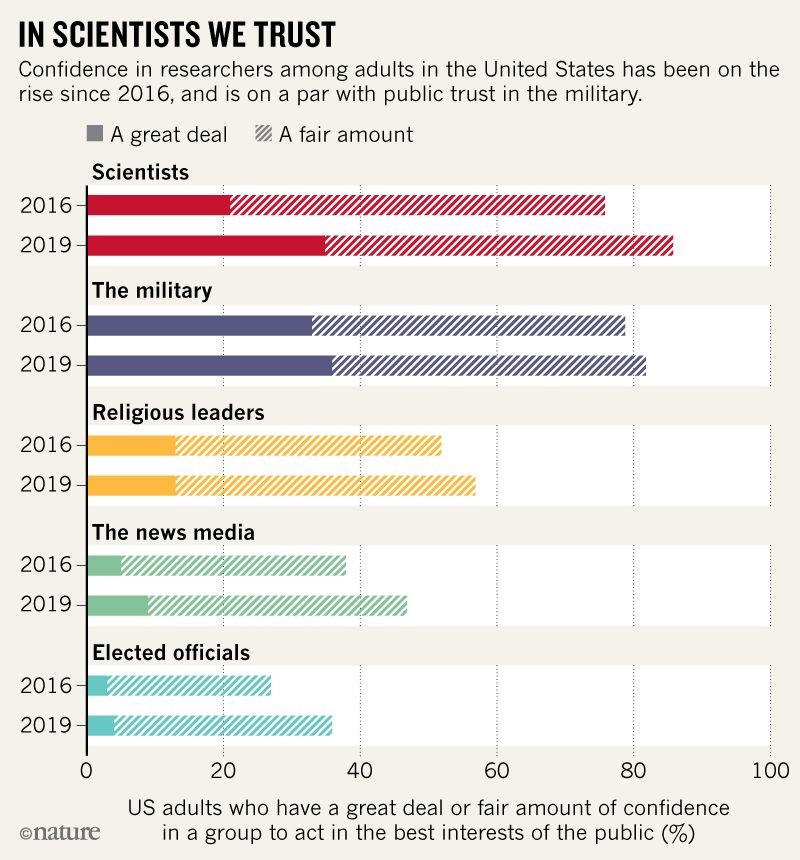 IN SCIENTISTS WE TRUST
Confidence in researchers among adults in the United States has been on the
rise since 2016, and is on a par with public trust in the military.
A great deal A fair amount
Scientists
2016
2019
The military
2016
2019
Religious leaders
2016
2019
The news media
2016
2019
Elected officials
2016
2019
0 20 40 60 80 100
US adults who have a great deal or fair amount of confidence
in a group to act in the best interests of the public (%)
©nature